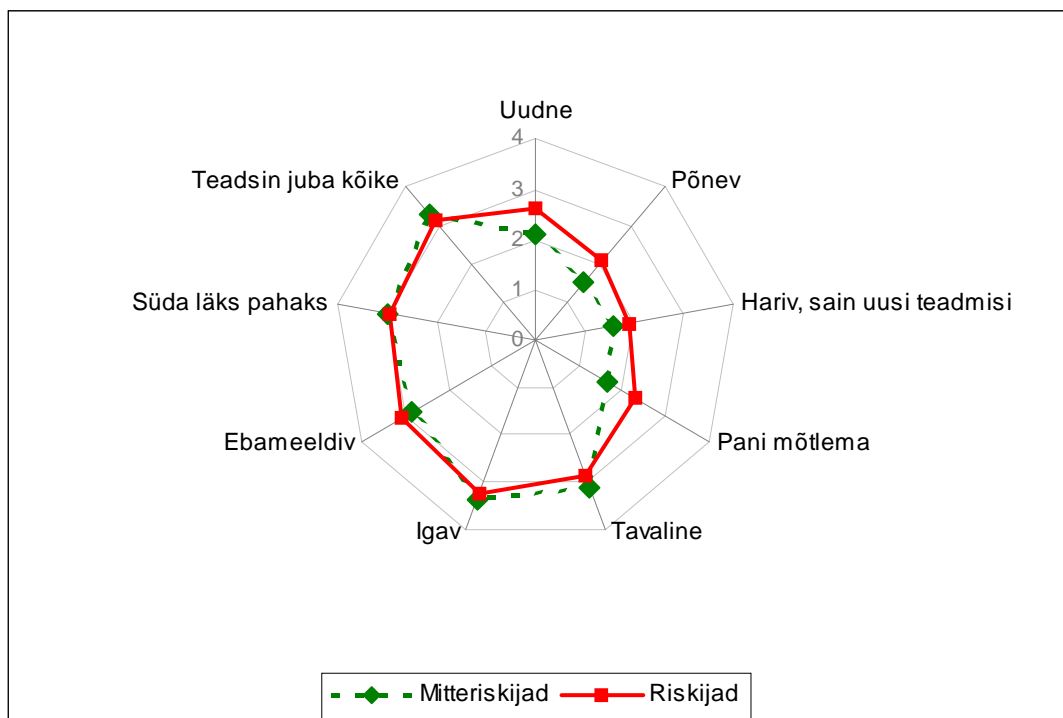 Uudne
4
Teadsin juba kõike
Põnev
3
2
Süda läks pahaks
Hariv, sain uusi teadmisi
1
0
Ebameeldiv
Pani mõtlema
Igav
Tavaline
Mitteriskijad
Riskijad